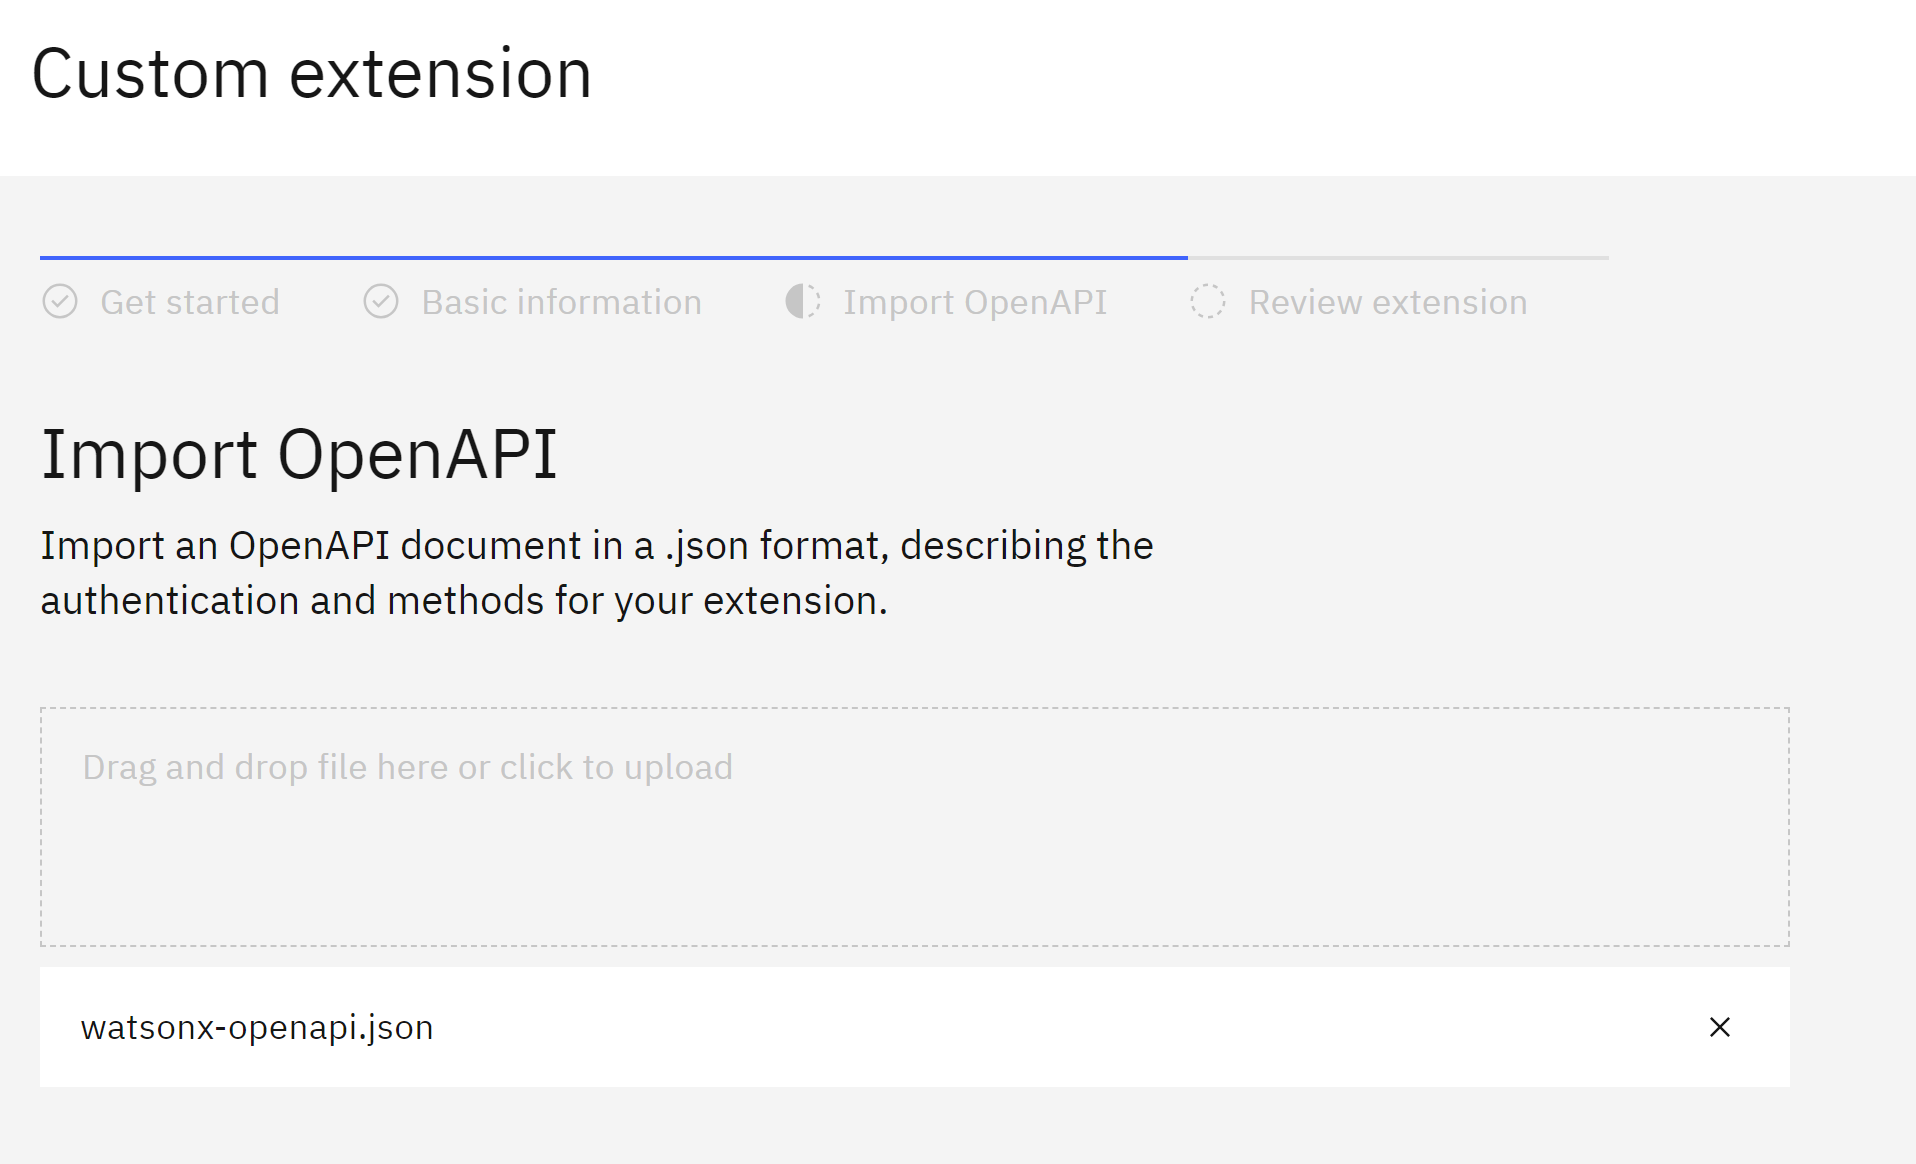 Custom extension
Get started
Basic information
Import OpenAPI
Review extension
Import OpenAPI
Import an OpenAPI document in a .json format, describing the
authentication and methods for your extension.
Drag and drop file here or click to upload
watsonx-openapi.json